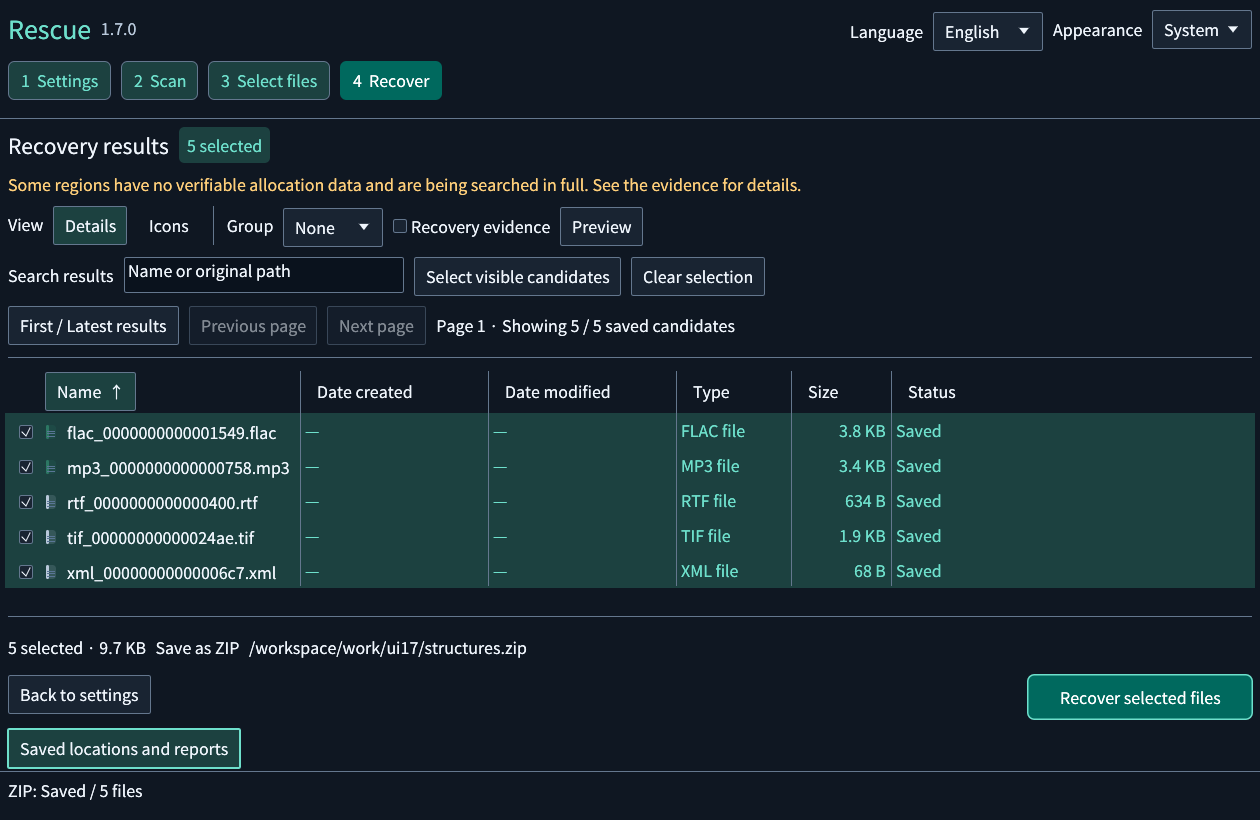 Rescue 1.7.0
Language English Appearance System
1 Settings 2 Scan 3 Select files 4 Recover
Recovery results 5 selected
Some regions have no verifiable allocation data and are being searched in full. See the evidence for details.
View Details Icons Group None Recovery evidence Preview
Search results Name or original path Select visible candidates Clear selection
First / Latest results Previous page Next page Page 1 · Showing 5 / 5 saved candidates
Name ↑ Date created Date modified Type Size Status
flac_0000000000001549.flac — — FLAC file 3.8 KB Saved
mp3_0000000000000758.mp3 — — MP3 file 3.4 KB Saved
rtf_0000000000000400.rtf — — RTF file 634 B Saved
tif_00000000000024ae.tif — — TIF file 1.9 KB Saved
xml_00000000000006c7.xml — — XML file 68 B Saved
5 selected · 9.7 KB Save as ZIP /workspace/work/ui17/structures.zip
Back to settings Recover selected files
Saved locations and reports
ZIP: Saved / 5 files